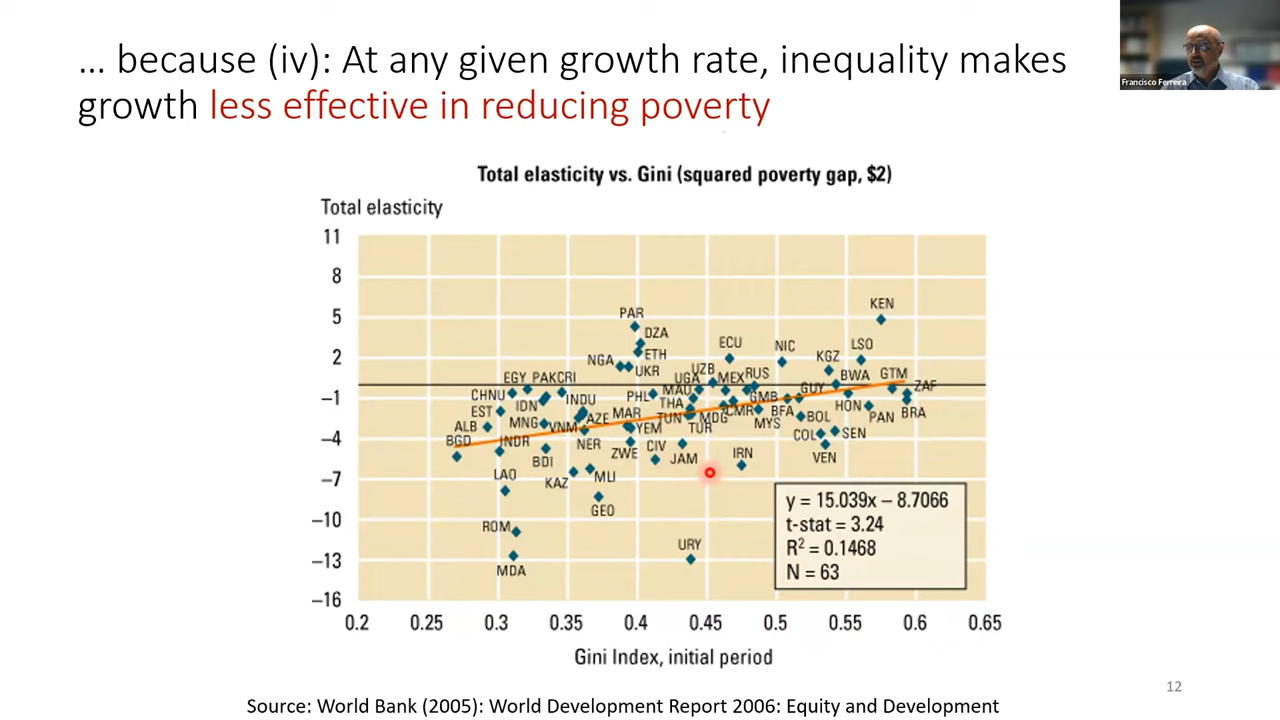 ... because (iv): At any given growth rate, inequality makes
growth less effective in reducing poverty
Francisco Ferreira
Total elasticity vs. Gini (squared poverty gap, $2)
Total elasticity
11
8
5
2
–1
–4
–7
–10
–13
–16
KEN
PAR
DZA
ETH
NGA
UKR
ECU
NIC
LSO
KGZ
UZB
UGA
MEX
RUS
BWA
GTM
ZAF
EGY
PAK
CRI
CHNU
IDN
INDU
PHL
MAU
THA
GMB
GUY
HON
PAN
BRA
EST
ALB
MNG
VNM
AZE
MAR
TUN
MDG
CMR
TUR
MYS
BFA
BOL
COL
SEN
VEN
BGD
INDR
BDI
NER
YEM
ZWE
CIV
JAM
IRN
LAO
KAZ
MLI
GEO
ROM
MDA
URY
y = 15.039x – 8.7066
t-stat = 3.24
R² = 0.1468
N = 63
0.2 0.25 0.3 0.35 0.4 0.45 0.5 0.55 0.6 0.65
Gini Index, initial period
12
Source: World Bank (2005): World Development Report 2006: Equity and Development